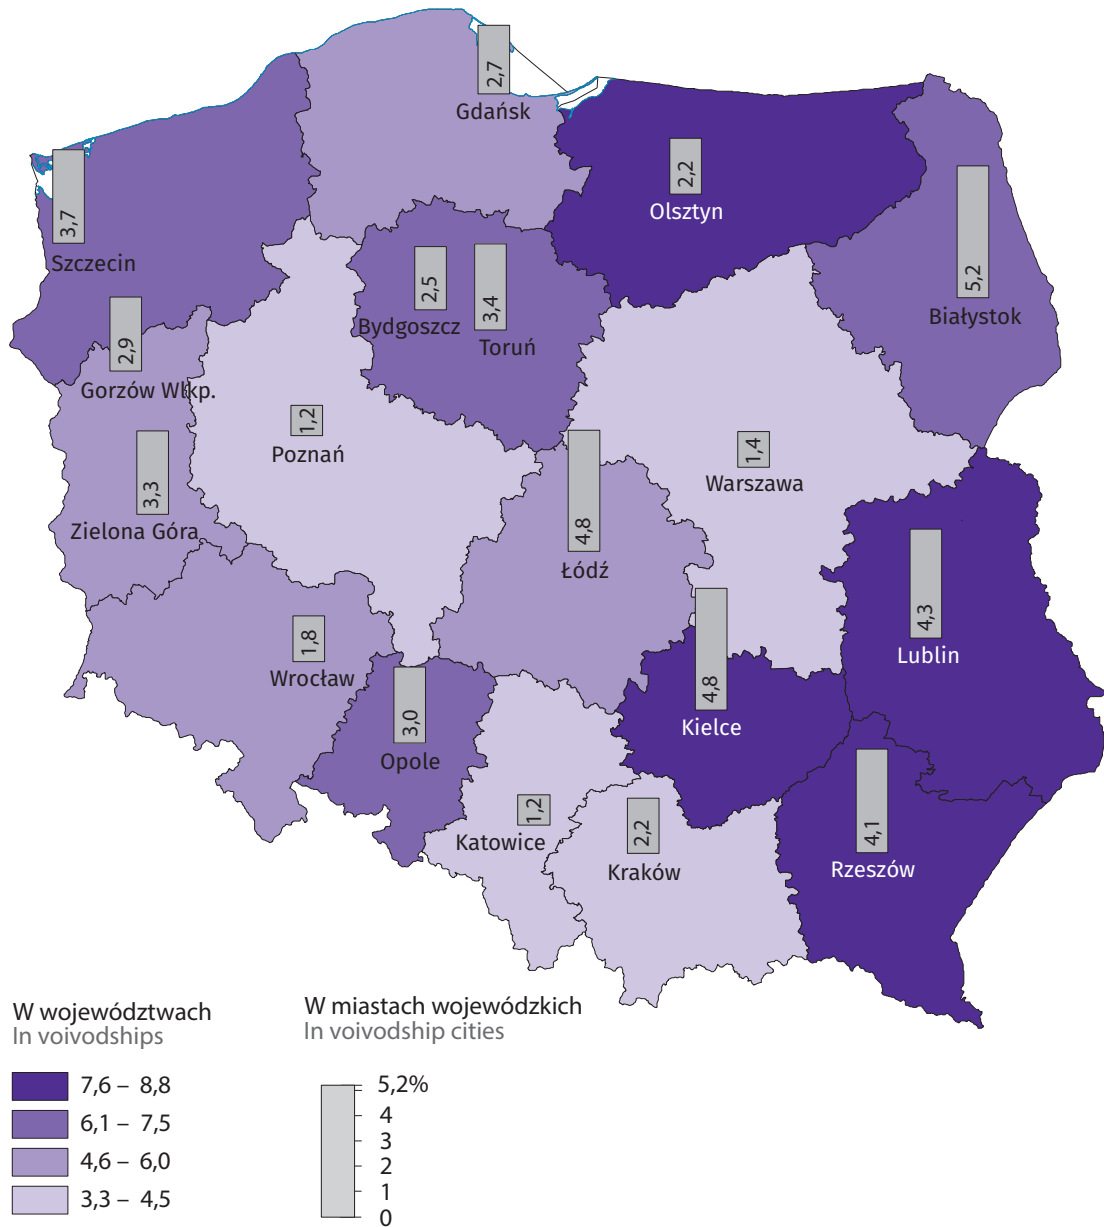 2,7
Gdańsk
2,2
Olsztyn
3,7
Szczecin
5,2
Białystok
2,5
Bydgoszcz
3,4
Toruń
2,9
Gorzów Wlkp.
1,2
Poznań
1,4
Warszawa
3,3
Zielona Góra
4,8
Łódź
4,3
Lublin
1,8
Wrocław
4,8
Kielce
3,0
Opole
1,2
Katowice
2,2
Kraków
4,1
Rzeszów
W województwach
In voivodships
7,6 – 8,8
6,1 – 7,5
4,6 – 6,0
3,3 – 4,5
W miastach wojewódzkich
In voivodship cities
5,2%
4
3
2
1
0